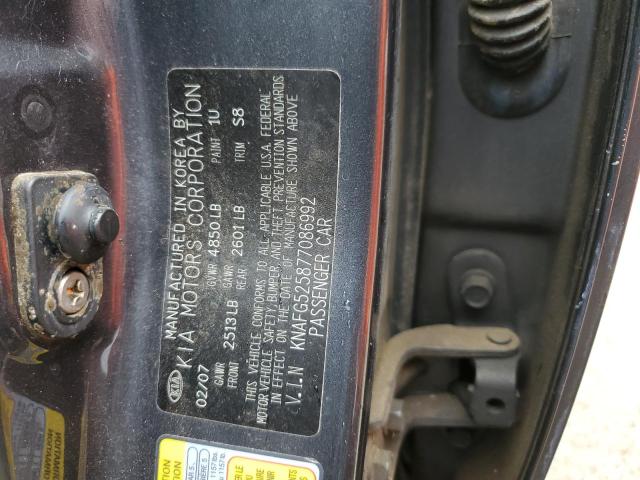 KIA
MANUFACTURED IN KOREA BY
KIA MOTORS CORPORATION
02/07 GVWR 4850LB PAINT 1U
GAWR FRONT 2513LB GAWR REAR 2601LB TRIM S8
THIS VEHICLE CONFORMS TO ALL APPLICABLE U.S.A. FEDERAL
MOTOR VEHICLE SAFETY, BUMPER, AND THEFT PREVENTION STANDARDS
IN EFFECT ON THE DATE OF MANUFACTURE SHOWN ABOVE
V.I.N KNAFG525877086992
PASSENGER CAR